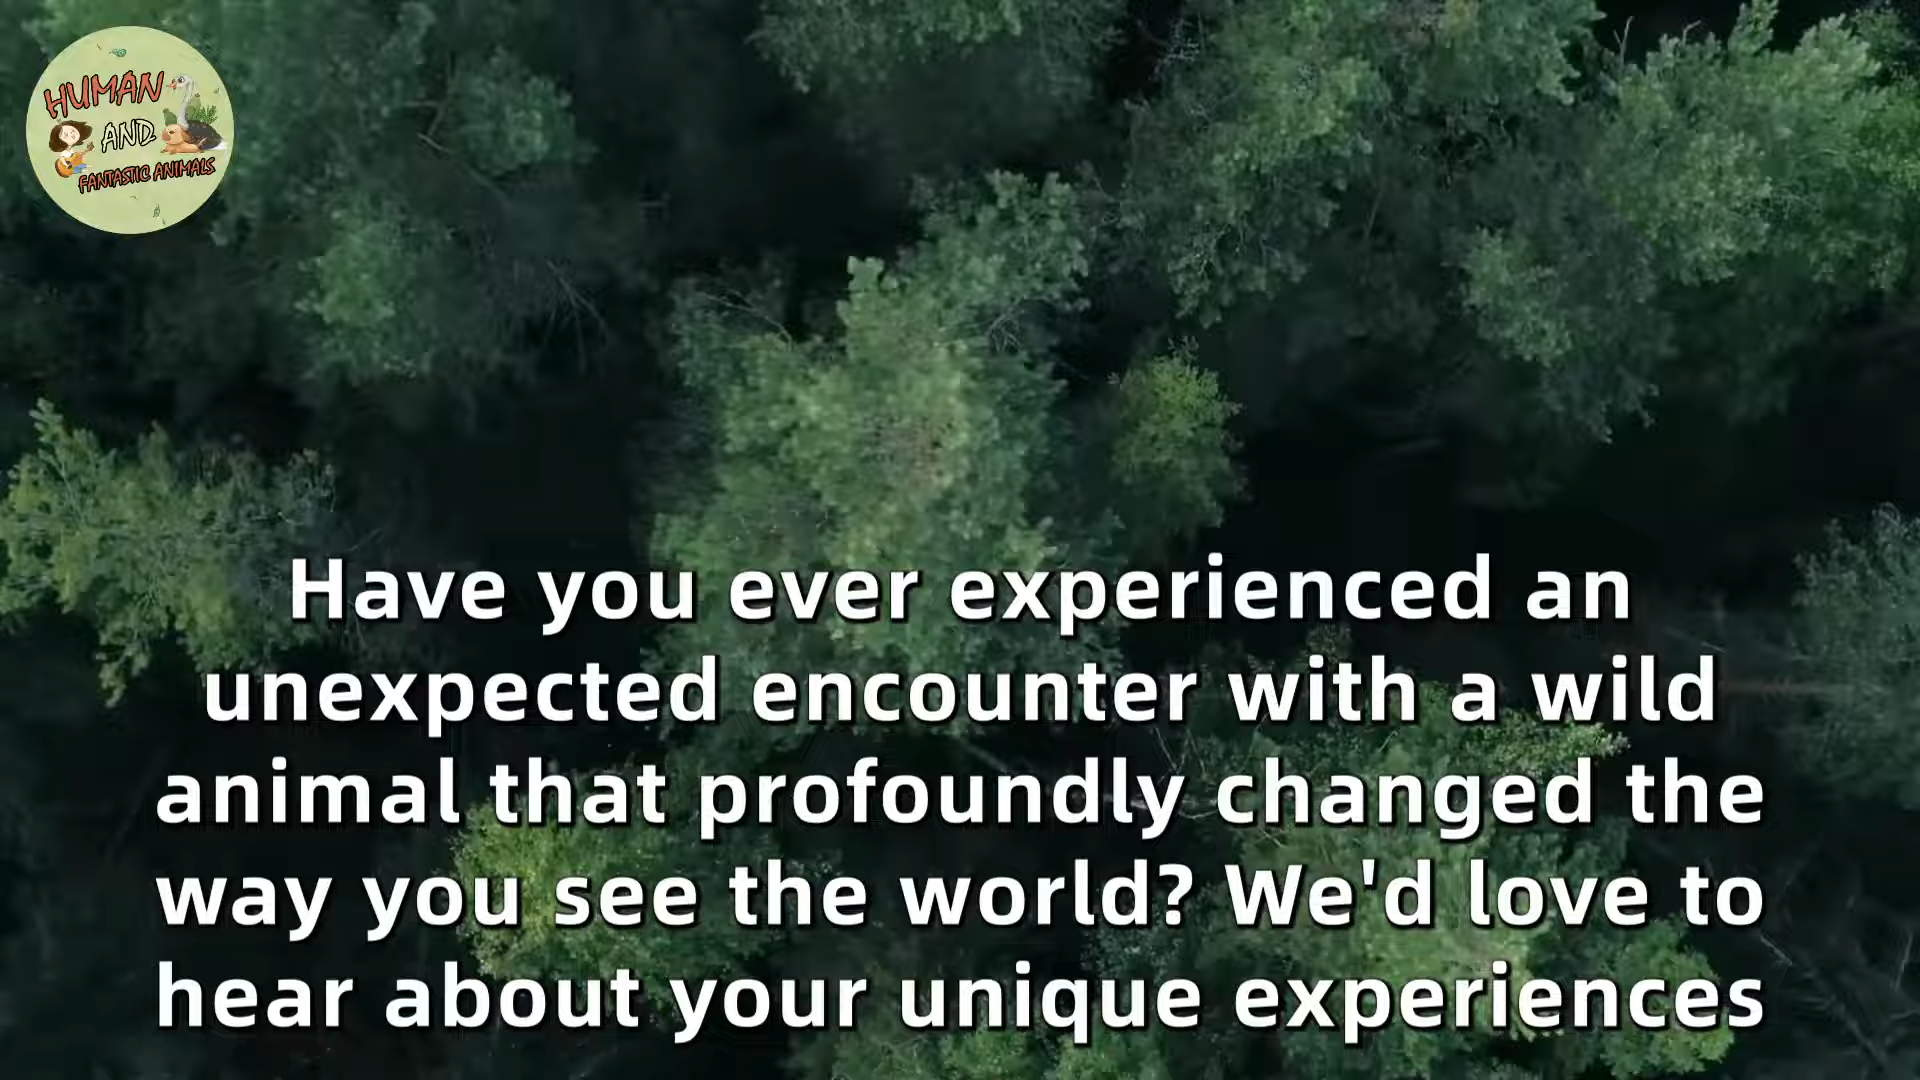 HUMAN
AND
FANTASTIC ANIMALS
Have you ever experienced an
unexpected encounter with a wild
animal that profoundly changed the
way you see the world? We'd love to
hear about your unique experiences